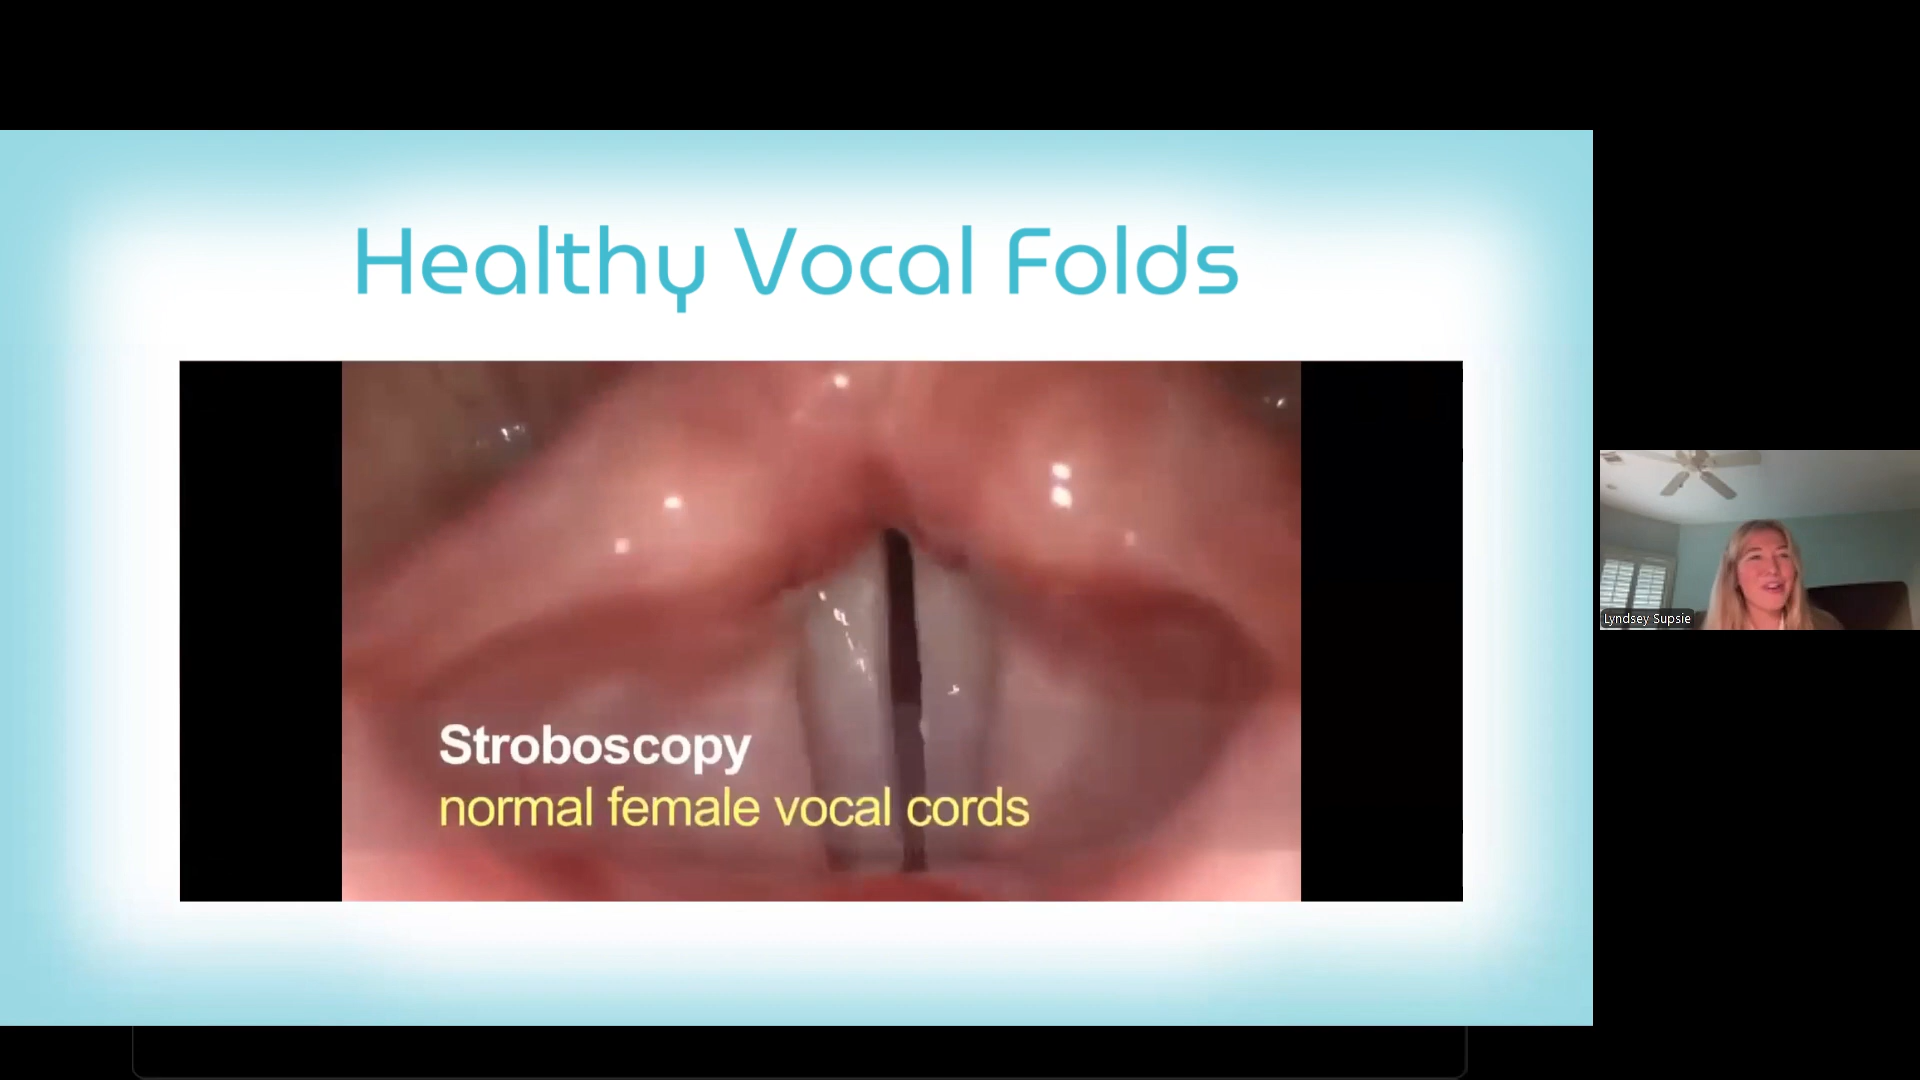 Healthy Vocal Folds
Stroboscopy
normal female vocal cords
Lyndsey Supsie